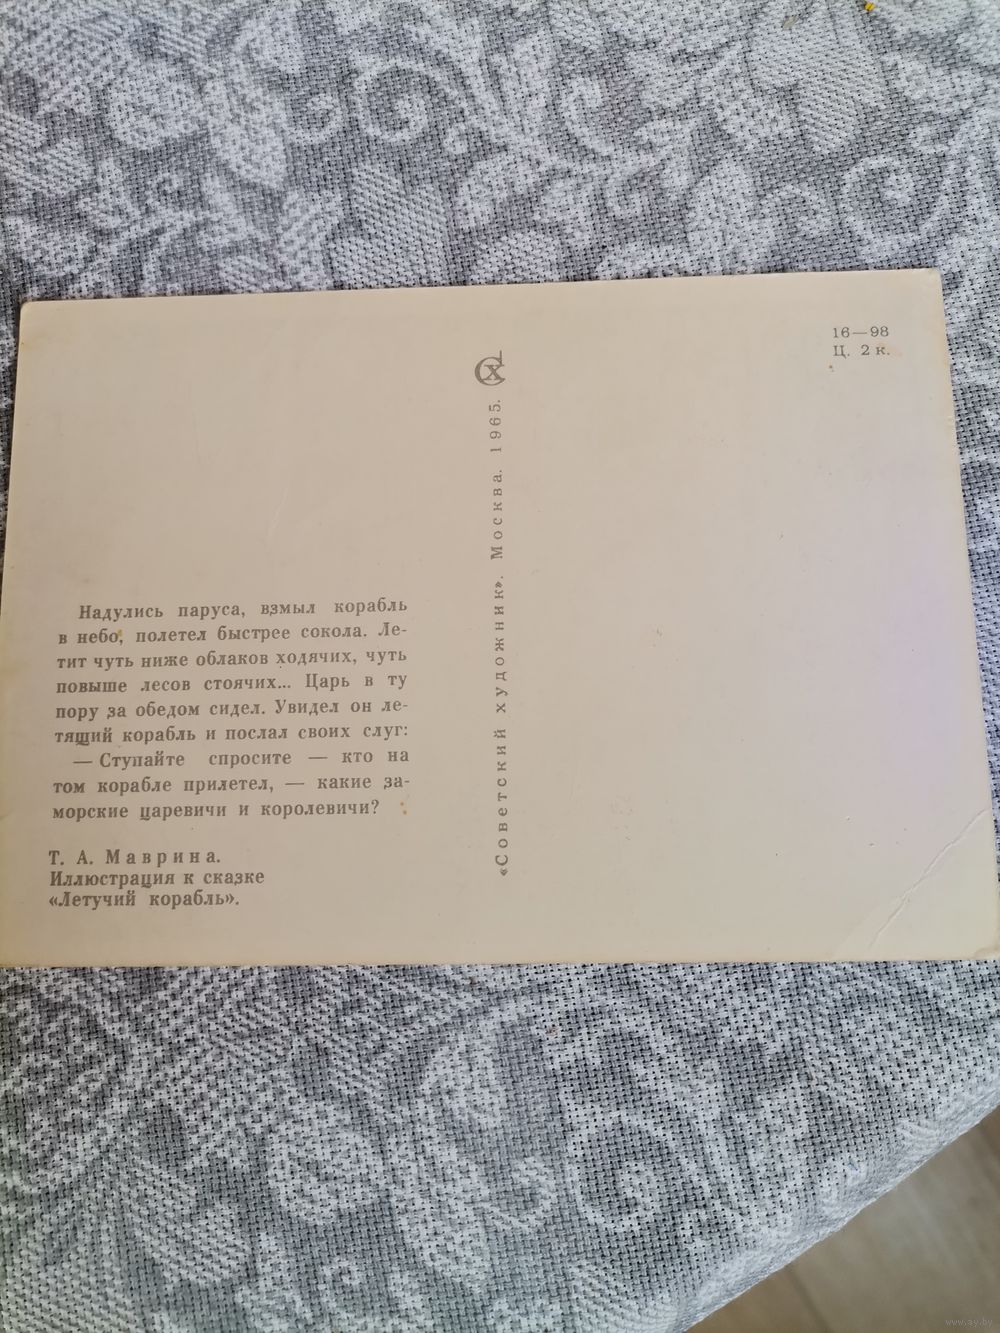 16—98
Ц. 2 к.
СХ
«Советский художник». Москва. 1965.
Надулись паруса, взмыл корабль
в небо, полетел быстрее сокола. Ле-
тит чуть ниже облаков ходячих, чуть
повыше лесов стоячих... Царь в ту
пору за обедом сидел. Увидел он ле-
тящий корабль и послал своих слуг:
— Ступайте спросите — кто на
том корабле прилетел, — какие за-
морские царевичи и королевичи?
Т. А. Маврина.
Иллюстрация к сказке
«Летучий корабль».
www.ay.by